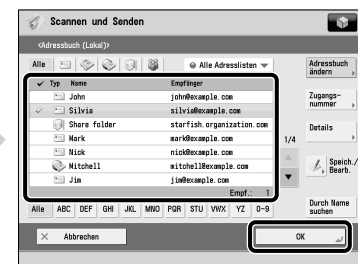 Scannen und Senden
<Adressbuch (Lokal)>
Alle Alle Adresslisten Adressbuch ändern
Typ Name Empfänger
John john@example.com
Silvia silvia@example.com
Share folder starfish.organization.com
Mark mark@example.com
Nick nick@example.com
Mitchell mitchell@example.com
Jim jim@example.com
Empf.: 1
1/4
Zugangs-
nummer
Details
Speich./
Bearb.
Durch Name
suchen
Alle ABC DEF GHI JKL MNO PQR STU VWX YZ 0-9
Abbrechen OK